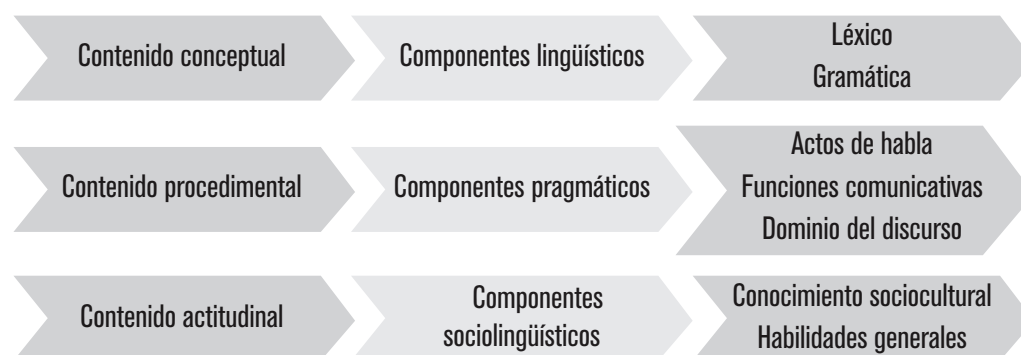 Contenido conceptual
Componentes lingüísticos
Léxico
Gramática
Contenido procedimental
Componentes pragmáticos
Actos de habla
Funciones comunicativas
Dominio del discurso
Contenido actitudinal
Componentes
sociolingüísticos
Conocimiento sociocultural
Habilidades generales